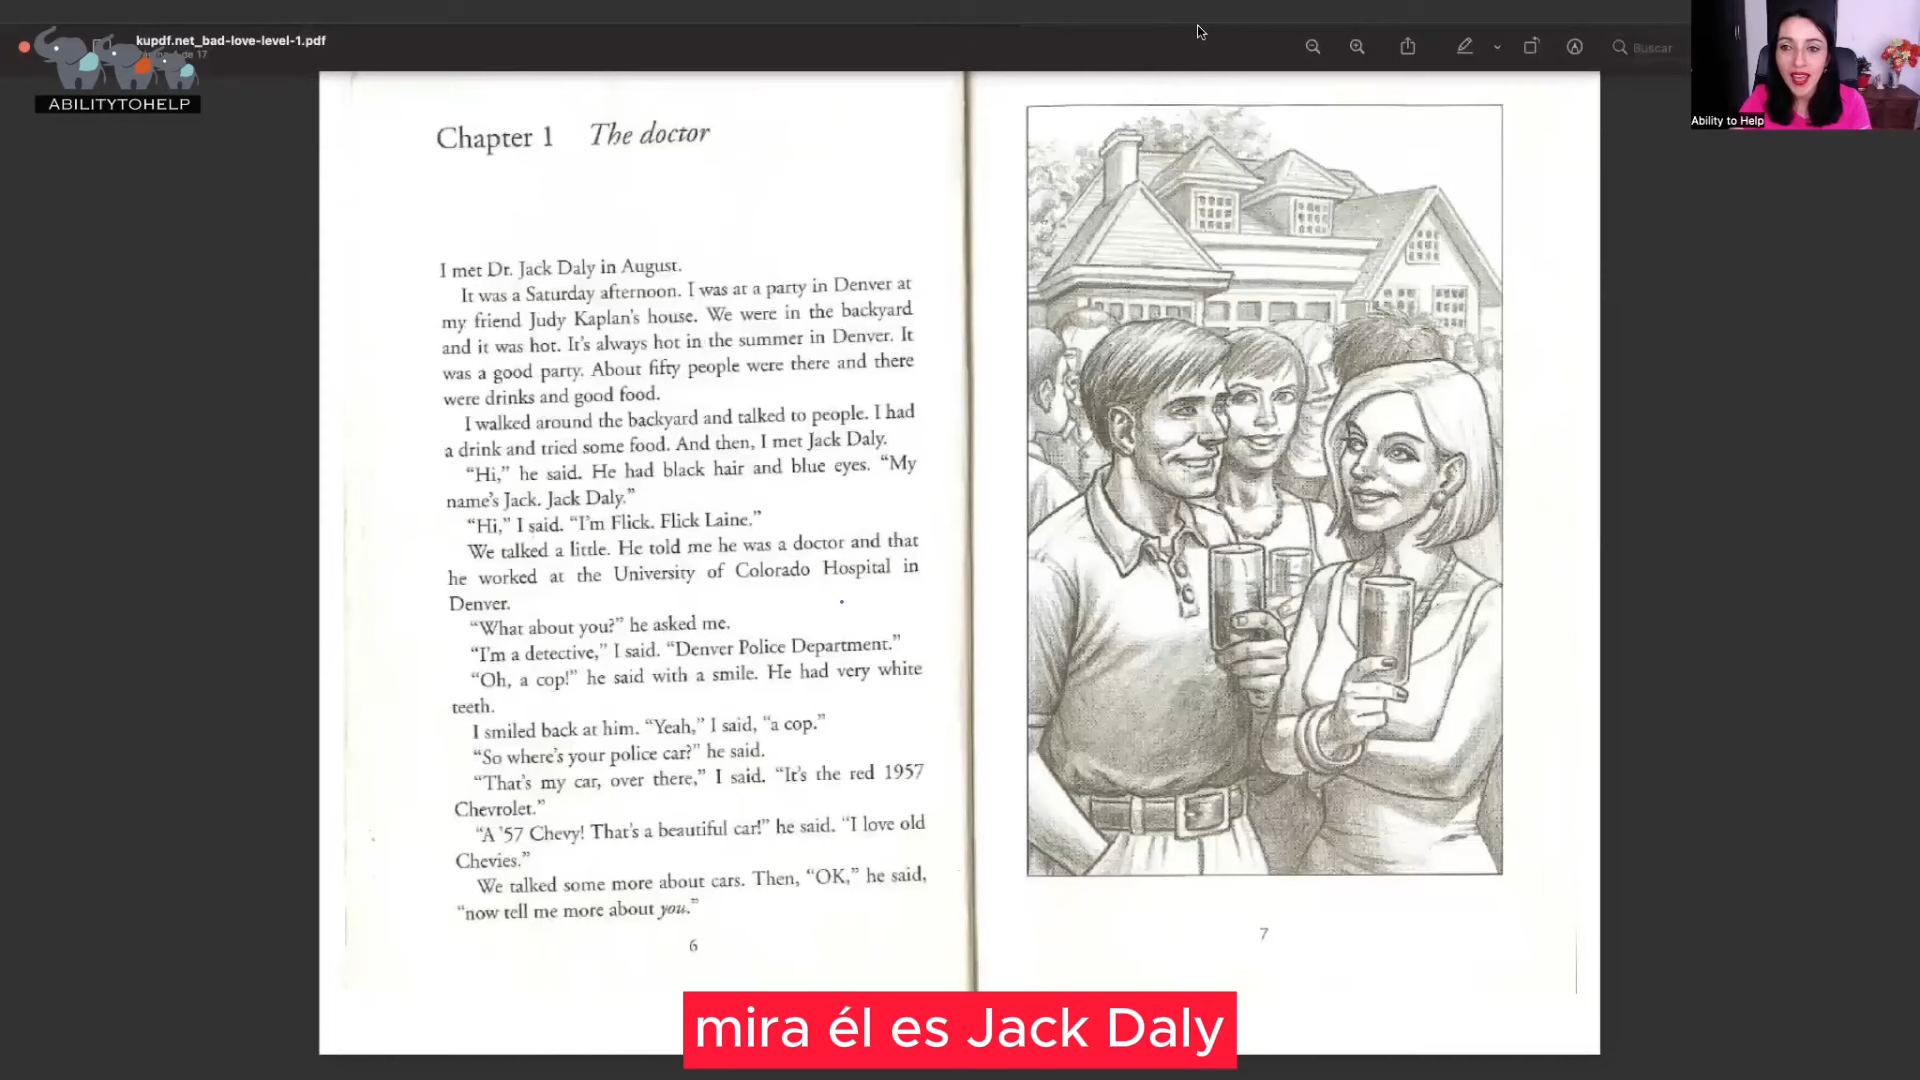 kupdf.net_bad-love-level-1.pdf
de 17
ABILITYTOHELP
Buscar
Ability to Help
Chapter 1 The doctor
I met Dr. Jack Daly in August.
It was a Saturday afternoon. I was at a party in Denver at
my friend Judy Kaplan's house. We were in the backyard
and it was hot. It's always hot in the summer in Denver. It
was a good party. About fifty people were there and there
were drinks and good food.
I walked around the backyard and talked to people. I had
a drink and tried some food. And then, I met Jack Daly.
“Hi,” he said. He had black hair and blue eyes. “My
name's Jack. Jack Daly.”
“Hi,” I said. “I'm Flick. Flick Laine.”
We talked a little. He told me he was a doctor and that
he worked at the University of Colorado Hospital in
Denver.
“What about you?” he asked me.
“I'm a detective,” I said. “Denver Police Department.”
“Oh, a cop!” he said with a smile. He had very white
teeth.
I smiled back at him. “Yeah,” I said, “a cop.”
“So where's your police car?” he said.
“That's my car, over there,” I said. “It's the red 1957
Chevrolet.”
“A '57 Chevy! That's a beautiful car!” he said. “I love old
Chevies.”
We talked some more about cars. Then, “OK,” he said,
“now tell me more about you.”
6
7
mira él es Jack Daly